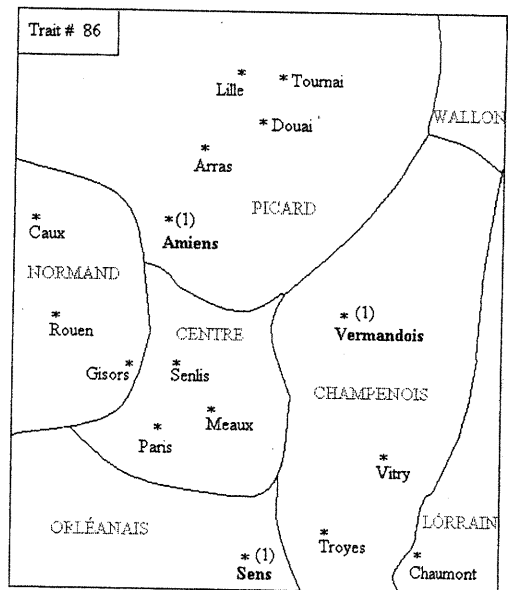 Trait # 86
* Lille
* Tournai
WALLON
* Douai
* Arras
PICARD
* (1)
Amiens
* Caux
NORMAND
* Rouen
CENTRE
* (1)
Vermandois
Gisors *
* Senlis
CHAMPENOIS
* Meaux
* Paris
* Vitry
ORLÉANAIS
LÓRRAIN
* Troyes
* (1)
Sens
* Chaumont